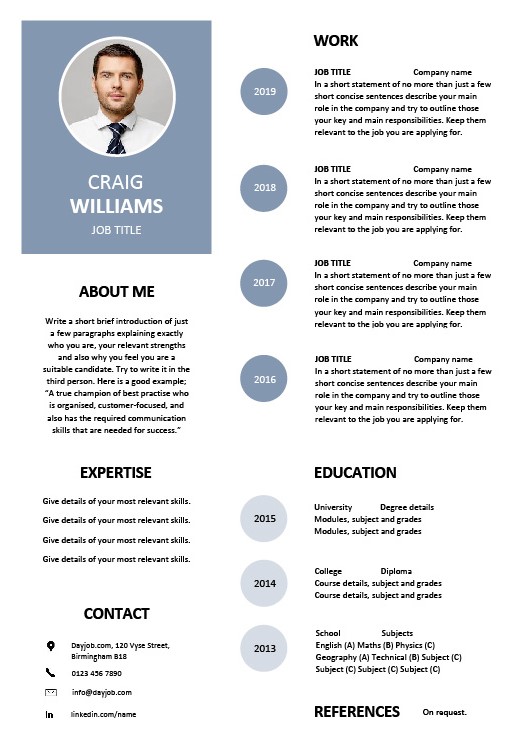 CRAIG
WILLIAMS
JOB TITLE
ABOUT ME
Write a short brief introduction of just
a few paragraphs explaining exactly
who you are, your relevant strengths
and also why you feel you are a
suitable candidate. Try to write it in the
third person. Here is a good example;
“A true champion of best practise who
is organised, customer-focused, and
also has the required communication
skills that are needed for success.”
EXPERTISE
Give details of your most relevant skills.
Give details of your most relevant skills.
Give details of your most relevant skills.
Give details of your most relevant skills.
CONTACT
Dayjob.com, 120 Vyse Street,
Birmingham B18
0123 456 7890
info@dayjob.com
in linkedin.com/name
WORK
2019
JOB TITLE Company name
In a short statement of no more than just a few
short concise sentences describe your main
role in the company and try to outline those
your key and main responsibilities. Keep them
relevant to the job you are applying for.
2018
JOB TITLE Company name
In a short statement of no more than just a few
short concise sentences describe your main
role in the company and try to outline those
your key and main responsibilities. Keep them
relevant to the job you are applying for.
2017
JOB TITLE Company name
In a short statement of no more than just a few
short concise sentences describe your main
role in the company and try to outline those
your key and main responsibilities. Keep them
relevant to the job you are applying for.
2016
JOB TITLE Company name
In a short statement of no more than just a few
short concise sentences describe your main
role in the company and try to outline those
your key and main responsibilities. Keep them
relevant to the job you are applying for.
EDUCATION
2015
University Degree details
Modules, subject and grades
Modules, subject and grades
2014
College Diploma
Course details, subject and grades
Course details, subject and grades
2013
School Subjects
English (A) Maths (B) Physics (C)
Geography (A) Technical (B) Subject (C)
Subject (C) Subject (C) Subject (C)
REFERENCES On request.